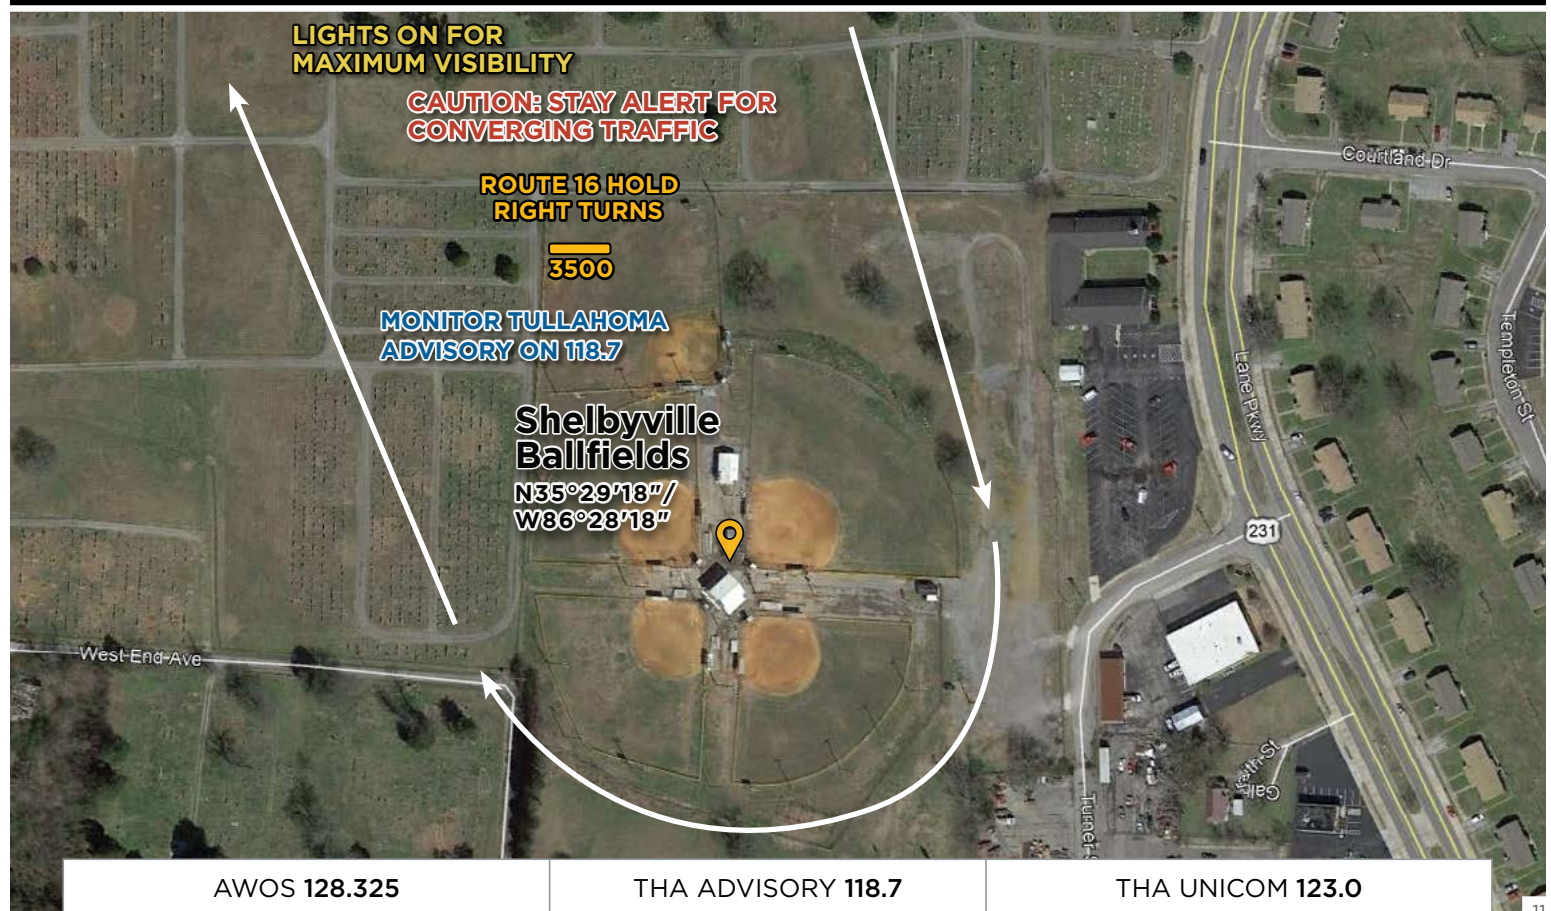 LIGHTS ON FOR
MAXIMUM VISIBILITY
CAUTION: STAY ALERT FOR
CONVERGING TRAFFIC
Courtland Dr
ROUTE 16 HOLD
RIGHT TURNS
3500
MONITOR TULLAHOMA
ADVISORY ON 118.7
Templeton St
Lane Pkwy
Shelbyville
Ballfields
N35°29'18"/
W86°28'18"
231
West End Ave
Turner
AWOS 128.325
THA ADVISORY 118.7
THA UNICOM 123.0
11